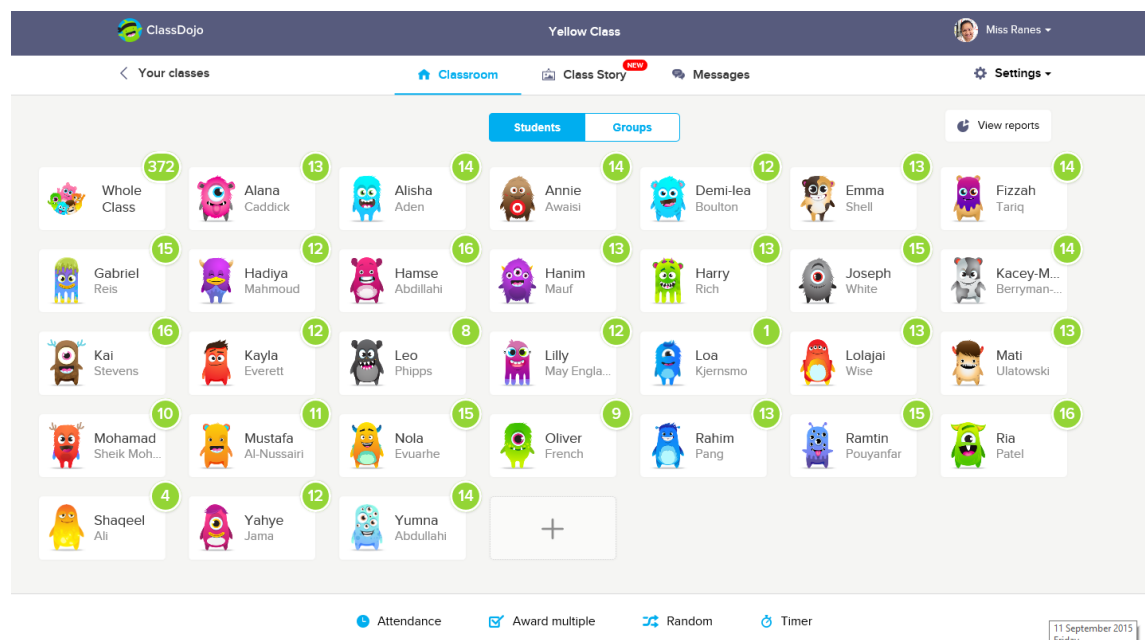 ClassDojo
Yellow Class
Miss Ranes
Your classes
Classroom
Class Story
NEW
Messages
Settings
Students
Groups
View reports
372
Whole
Class
13
Alana
Caddick
14
Alisha
Aden
14
Annie
Awaisi
12
Demi-lea
Boulton
13
Emma
Shell
14
Fizzah
Tariq
15
Gabriel
Reis
12
Hadiya
Mahmoud
16
Hamse
Abdillahi
13
Hanim
Mauf
13
Harry
Rich
15
Joseph
White
14
Kacey-M...
Berryman-...
16
Kai
Stevens
12
Kayla
Everett
8
Leo
Phipps
12
Lilly
May Engla...
1
Loa
Kjernsmo
13
Lolajai
Wise
13
Mati
Ulatowski
10
Mohamad
Sheik Moh...
11
Mustafa
Al-Nussairi
15
Nola
Evuarhe
9
Oliver
French
13
Rahim
Pang
15
Ramtin
Pouyanfar
16
Ria
Patel
4
Shaqeel
Ali
12
Yahye
Jama
14
Yumna
Abdullahi
Attendance
Award multiple
Random
Timer
11 September 2015
Friday